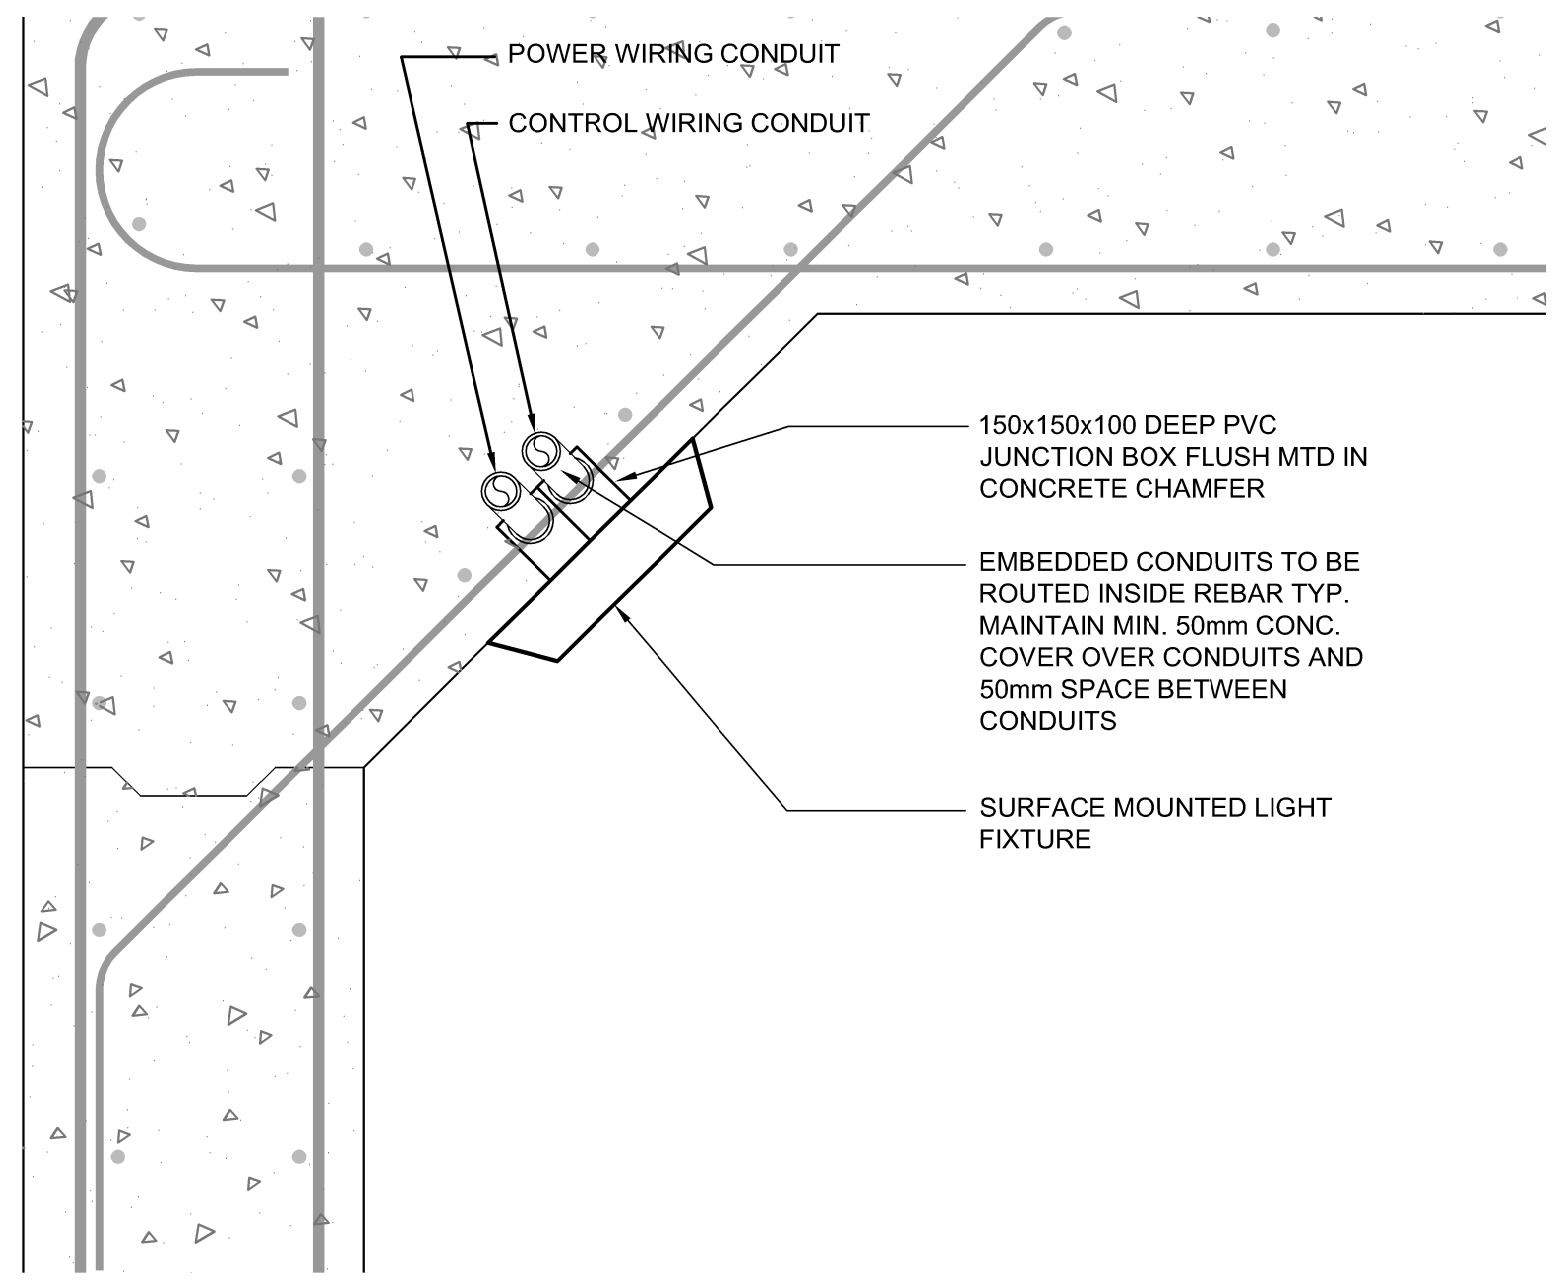 POWER WIRING CONDUIT
CONTROL WIRING CONDUIT
150x150x100 DEEP PVC
JUNCTION BOX FLUSH MTD IN
CONCRETE CHAMFER
EMBEDDED CONDUITS TO BE
ROUTED INSIDE REBAR TYP.
MAINTAIN MIN. 50mm CONC.
COVER OVER CONDUITS AND
50mm SPACE BETWEEN
CONDUITS
SURFACE MOUNTED LIGHT
FIXTURE